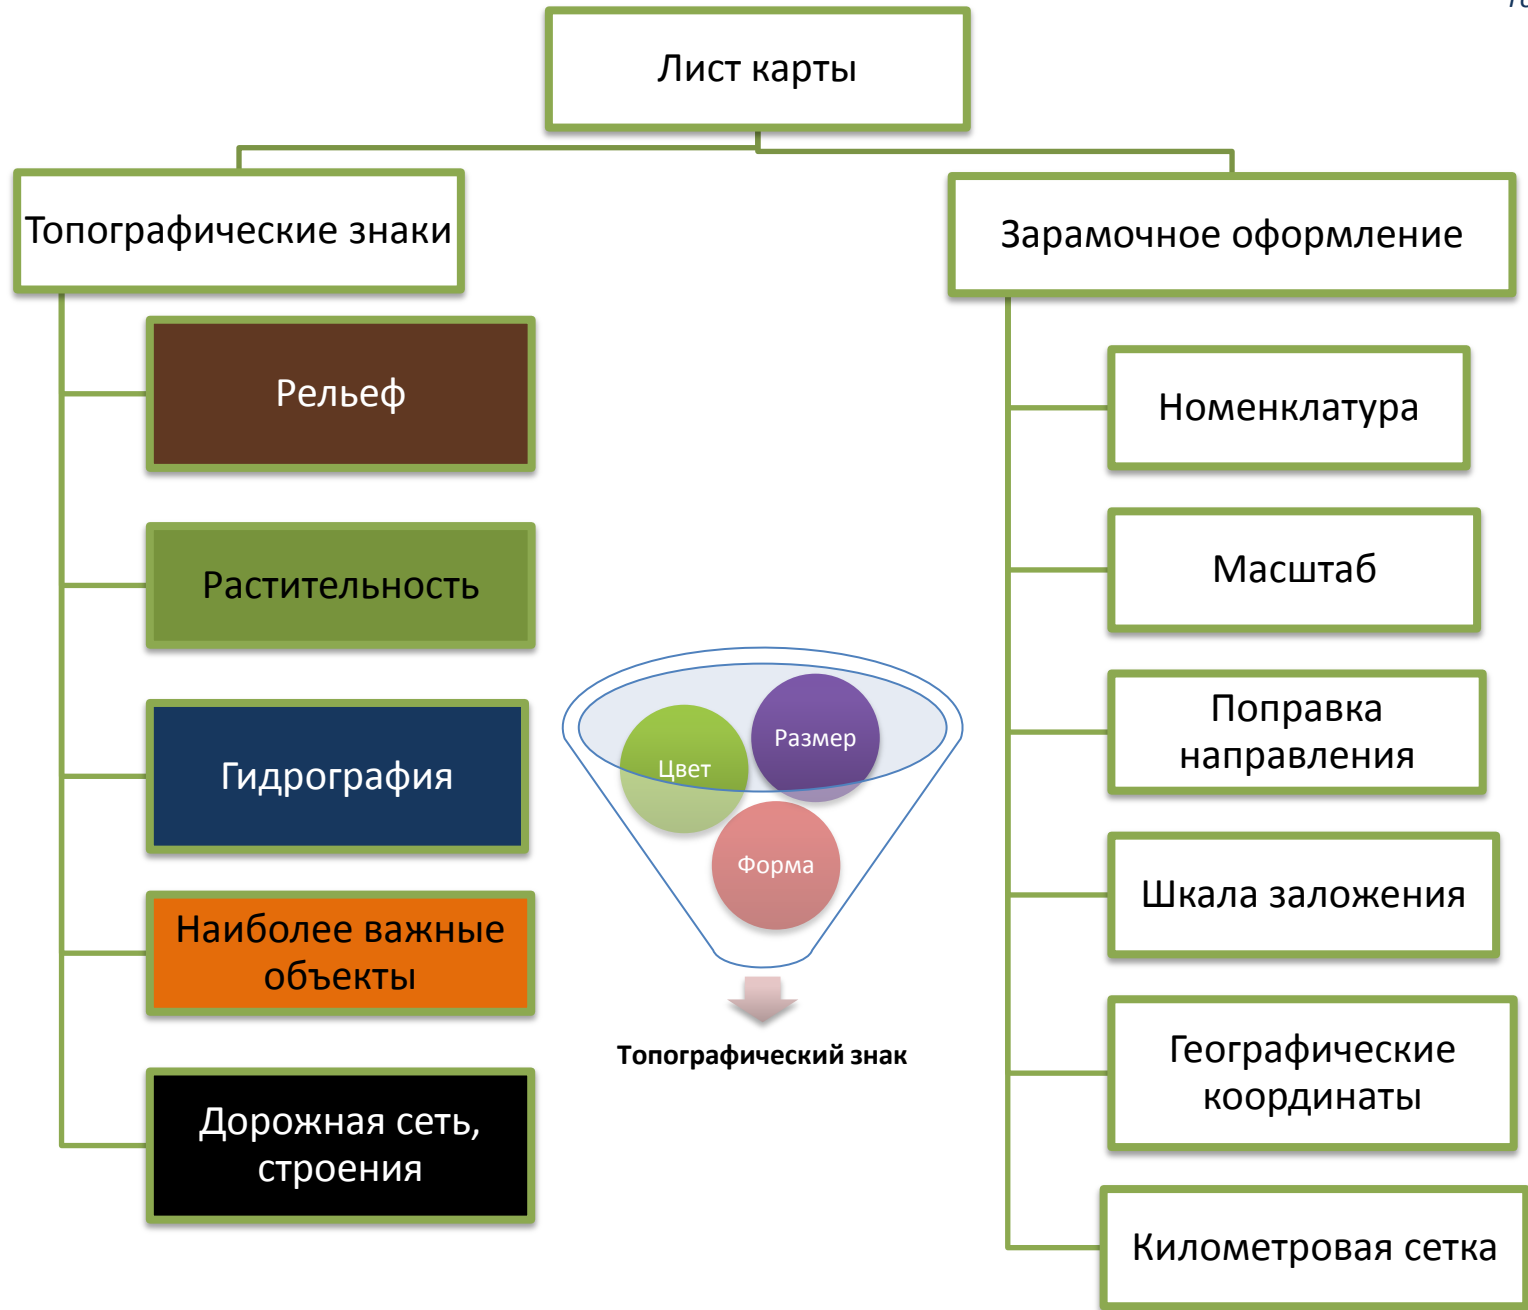 Лист карты
Топографические знаки
Рельеф
Растительность
Гидрография
Наиболее важные
объекты
Дорожная сеть,
строения
Цвет
Размер
Форма
Топографический знак
Зарамочное оформление
Номенклатура
Масштаб
Поправка
направления
Шкала заложения
Географические
координаты
Километровая сетка